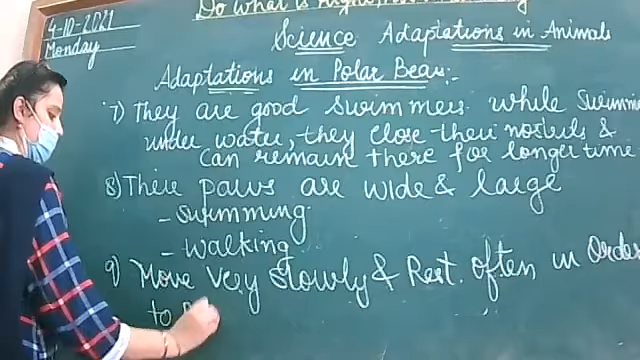 Do what is Right,
4-10-2021
Monday
Science Adaptations in Animals
Adaptations in Polar Bear:-
7) They are good swimmers while swimm
under water, they close their nostrils &
can remain there for longer time
8) There paws are wide & large
- Swimming
- walking
9) Move Very Slowly & Rest. often in Order
to